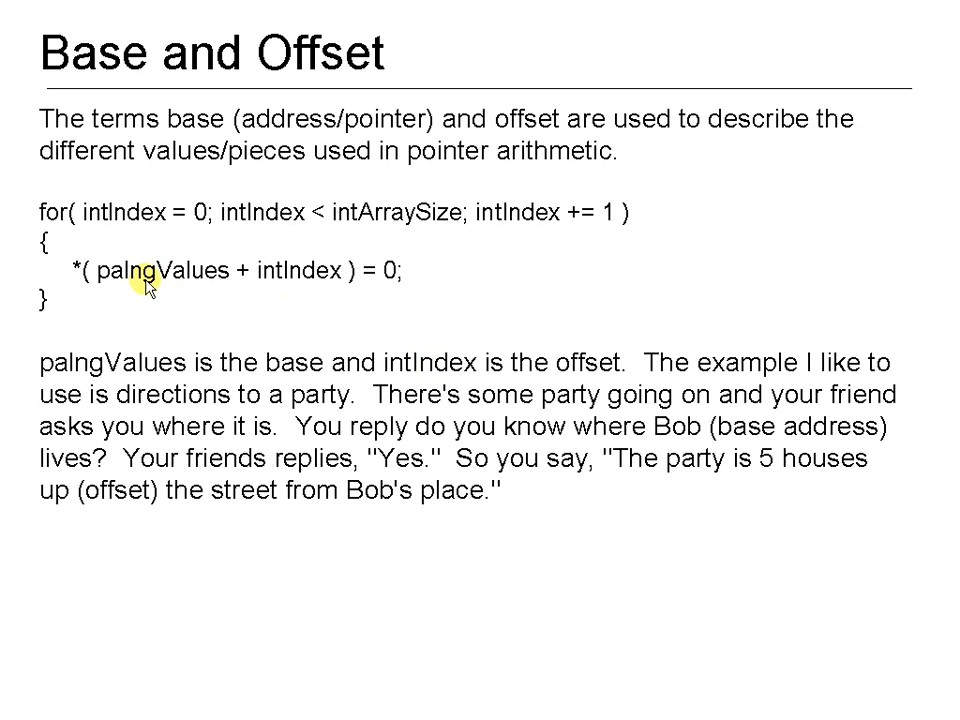 Base and Offset
The terms base (address/pointer) and offset are used to describe the
different values/pieces used in pointer arithmetic.
for( intIndex = 0; intIndex < intArraySize; intIndex += 1 )
{
*( palngValues + intIndex ) = 0;
}
palngValues is the base and intIndex is the offset.  The example I like to
use is directions to a party.  There's some party going on and your friend
asks you where it is.  You reply do you know where Bob (base address)
lives?  Your friends replies, "Yes."  So you say, "The party is 5 houses
up (offset) the street from Bob's place."